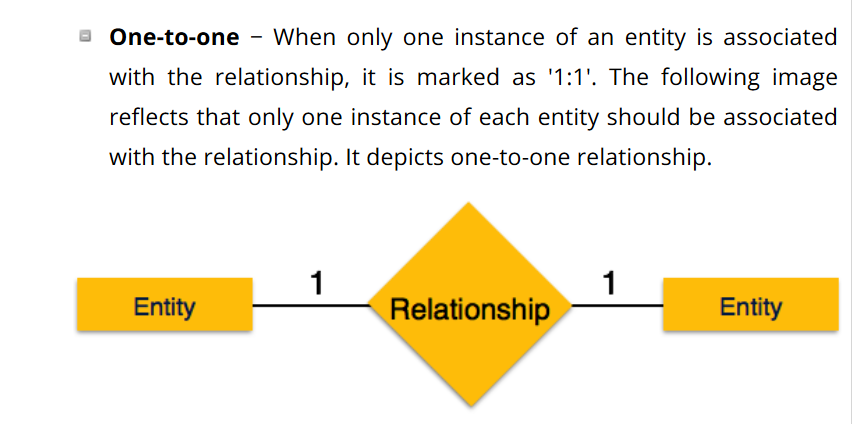 One-to-one − When only one instance of an entity is associated
with the relationship, it is marked as '1:1'. The following image
reflects that only one instance of each entity should be associated
with the relationship. It depicts one-to-one relationship.
1 1
Entity Relationship Entity